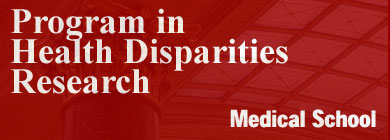 Program in
Health Disparities
Research
Medical School